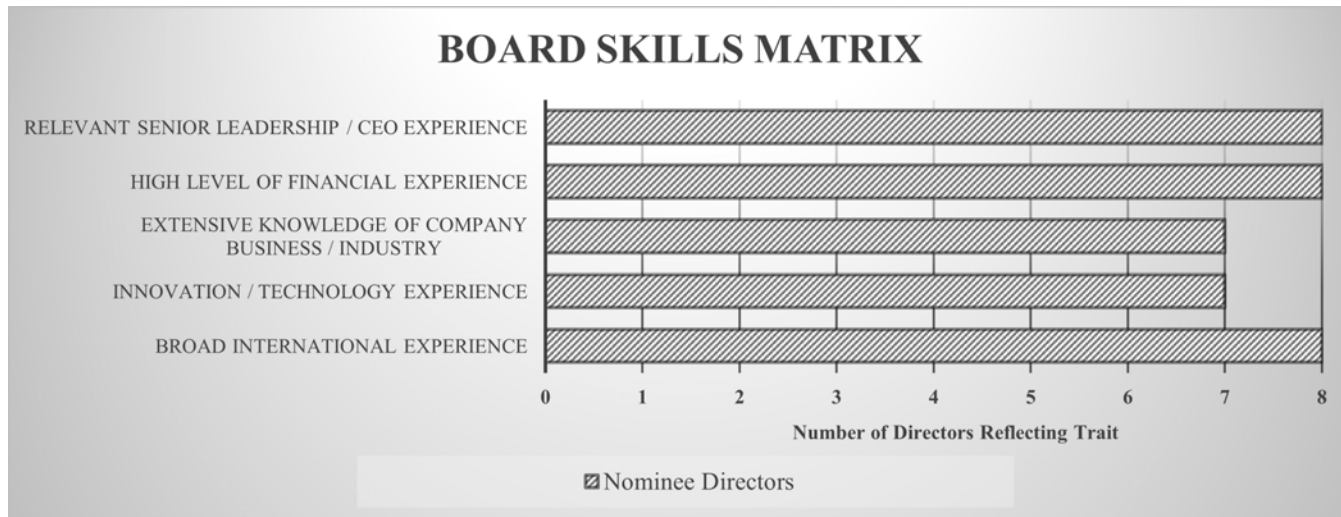 BOARD SKILLS MATRIX
RELEVANT SENIOR LEADERSHIP / CEO EXPERIENCE
HIGH LEVEL OF FINANCIAL EXPERIENCE
EXTENSIVE KNOWLEDGE OF COMPANY
BUSINESS / INDUSTRY
INNOVATION / TECHNOLOGY EXPERIENCE
BROAD INTERNATIONAL EXPERIENCE
0 1 2 3 4 5 6 7 8
Number of Directors Reflecting Trait
Nominee Directors